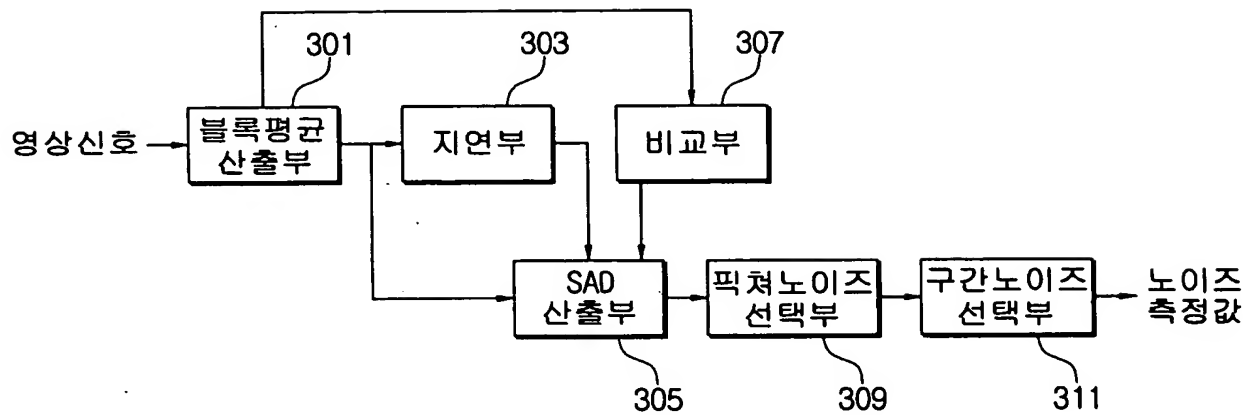 301
303
307
영상신호
블록평균
산출부
지연부
비교부
SAD
산출부
픽쳐노이즈
선택부
구간노이즈
선택부
노이즈
측정값
305
309
311